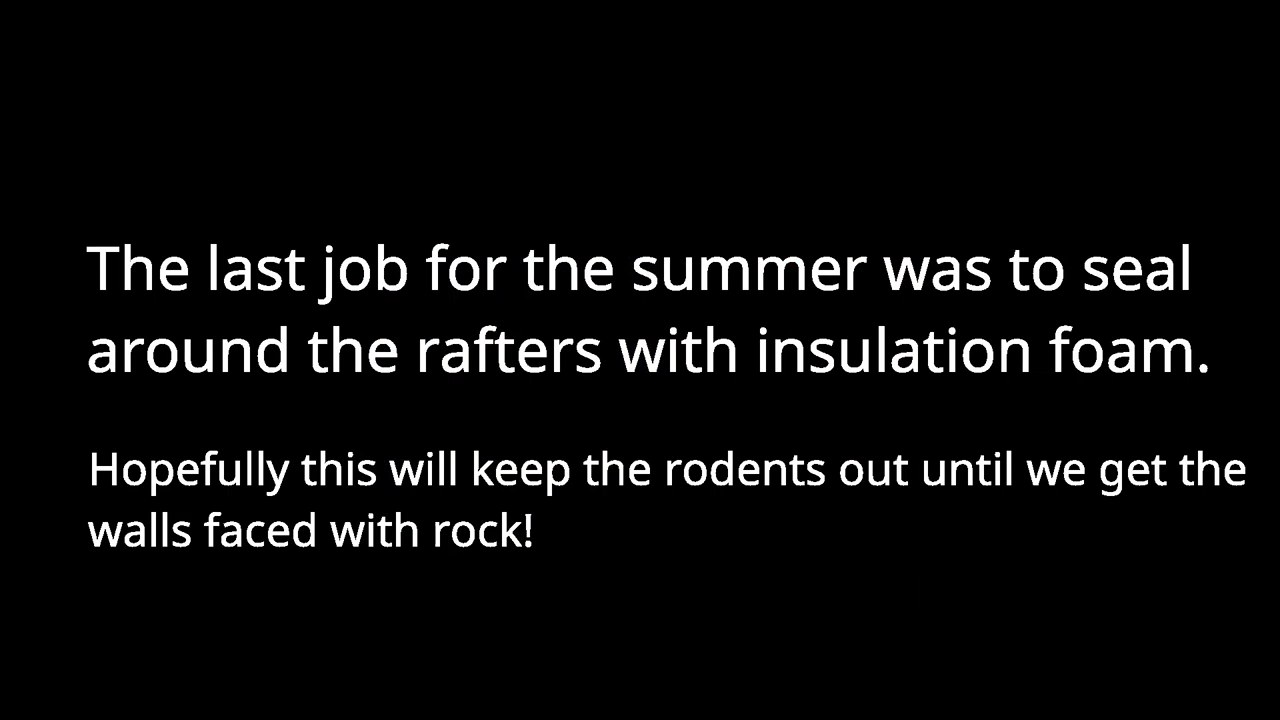 The last job for the summer was to seal
around the rafters with insulation foam.
Hopefully this will keep the rodents out until we get the
walls faced with rock!